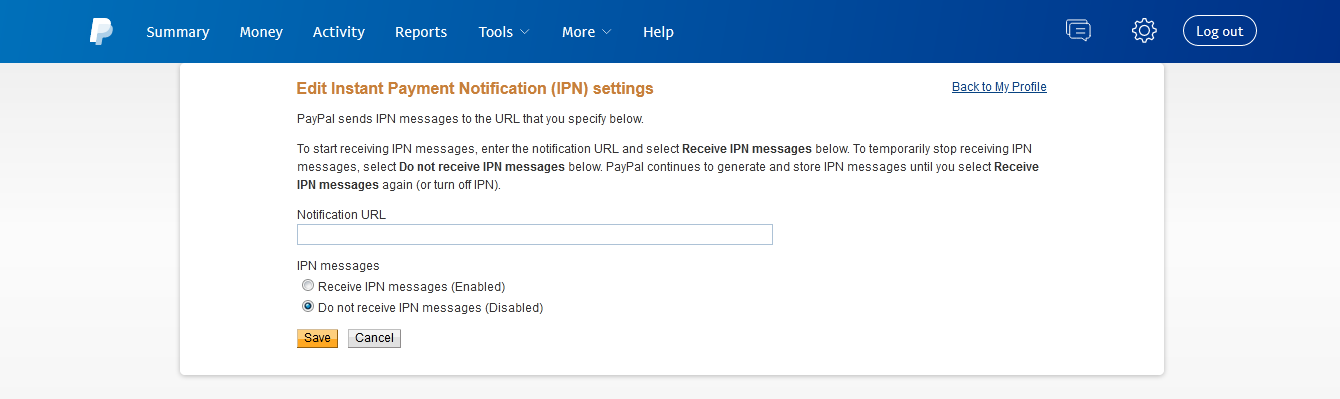 Summary Money Activity Reports Tools More Help Log out
Edit Instant Payment Notification (IPN) settings Back to My Profile
PayPal sends IPN messages to the URL that you specify below.
To start receiving IPN messages, enter the notification URL and select Receive IPN messages below. To temporarily stop receiving IPN
messages, select Do not receive IPN messages below. PayPal continues to generate and store IPN messages until you select Receive
IPN messages again (or turn off IPN).
Notification URL
IPN messages
Receive IPN messages (Enabled)
Do not receive IPN messages (Disabled)
Save Cancel